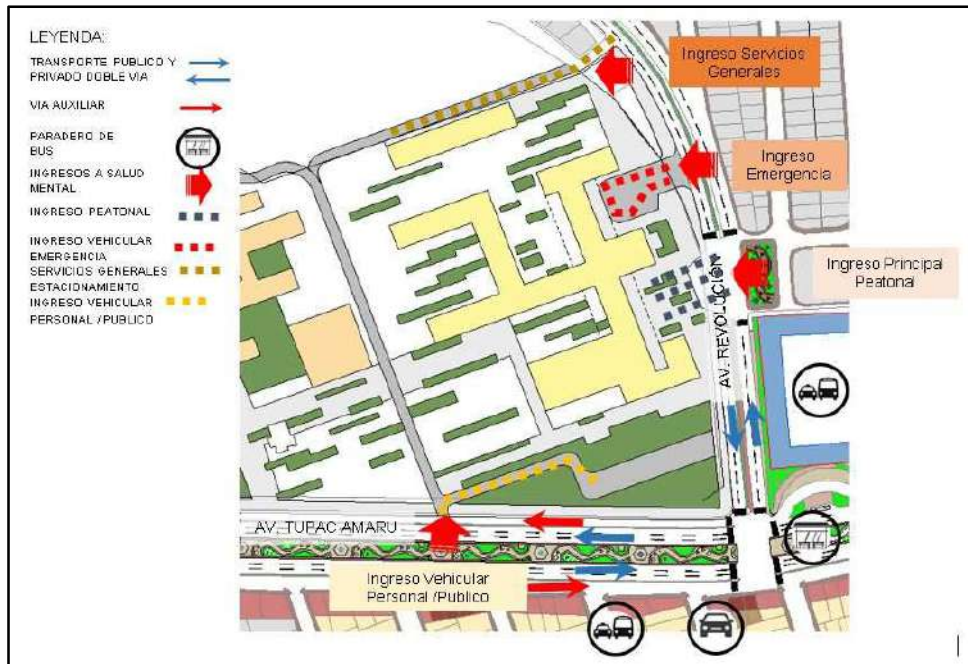 LEYENDA:
TRANSPORTE PUBLICO Y
PRIVADO DOBLE VIA
VIA AUXILIAR
PARADERO DE
BUS
INGRESOS A SALUD
MENTAL
INGRESO PEATONAL
INGRESO VEHICULAR
EMERGENCIA
SERVICIOS GENERALES
ESTACIONAMIENTO
INGRESO VEHICULAR
PERSONAL /PUBLICO
Ingreso Servicios
Generales
Ingreso
Emergencia
Ingreso Principal
Peatonal
AV. REVOLUCIÓN
AV. TUPAC AMARU
Ingreso Vehicular
Personal /Publico